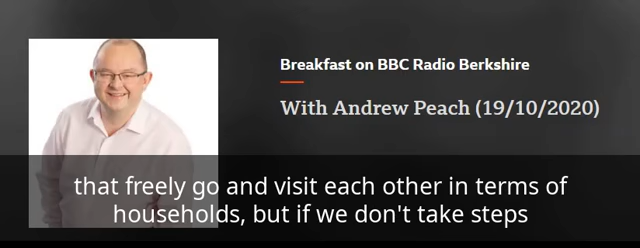 Breakfast on BBC Radio Berkshire
With Andrew Peach (19/10/2020)
that freely go and visit each other in terms of
households, but if we don't take steps